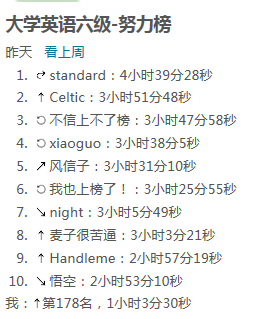 大学英语六级-努力榜
昨天 看上周
1. standard：4小时39分28秒
2. ↑ Celtic：3小时51分48秒
3. 不信上不了榜：3小时47分58秒
4. xiaoguo：3小时38分5秒
5. ↗ 风信子：3小时31分10秒
6. 我也上榜了！：3小时25分55秒
7. ↘ night：3小时5分49秒
8. ↑ 麦子很苦逼：3小时3分21秒
9. ↑ Handleme：2小时57分19秒
10. ↘ 悟空：2小时53分10秒
我：↑第178名，1小时3分30秒